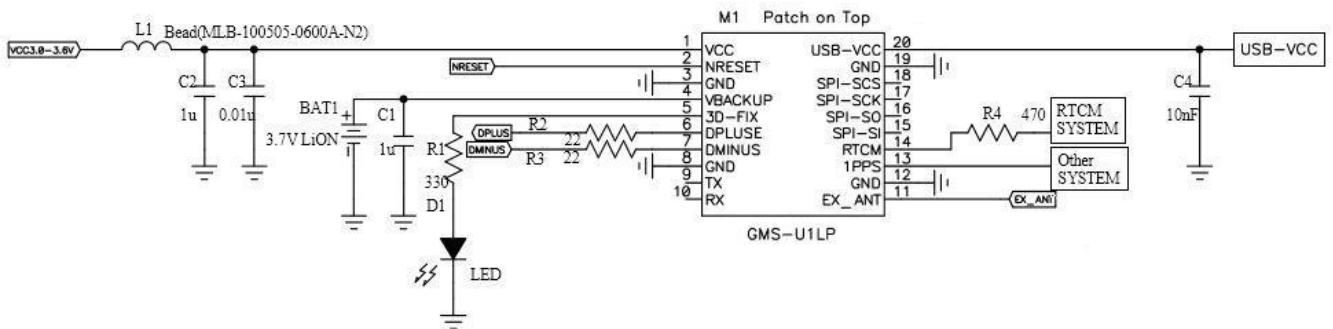 M1 Patch on Top
L1 Bead(MLB-100505-0600A-N2)
VCC3.0-3.6V
C2
1u
C3
0.01u
NRESET
BAT1
+
3.7V LiON
C1
1u
R1
330
D1
LED
DPLUS
R2
22
DMINUS
R3
22
1 VCC
2 NRESET
3 GND
4 VBACKUP
5 3D-FIX
6 DPLUSE
7 DMINUS
8 GND
9 TX
10 RX
USB-VCC 20
GND 19
SPI-SCS 18
SPI-SCK 17
SPI-SO 16
SPI-SI 15
RTCM 14
1PPS 13
GND 12
EX_ANT 11
GMS-U1LP
R4 470
RTCM
SYSTEM
Other
SYSTEM
EX_ANT
C4
10nF
USB-VCC